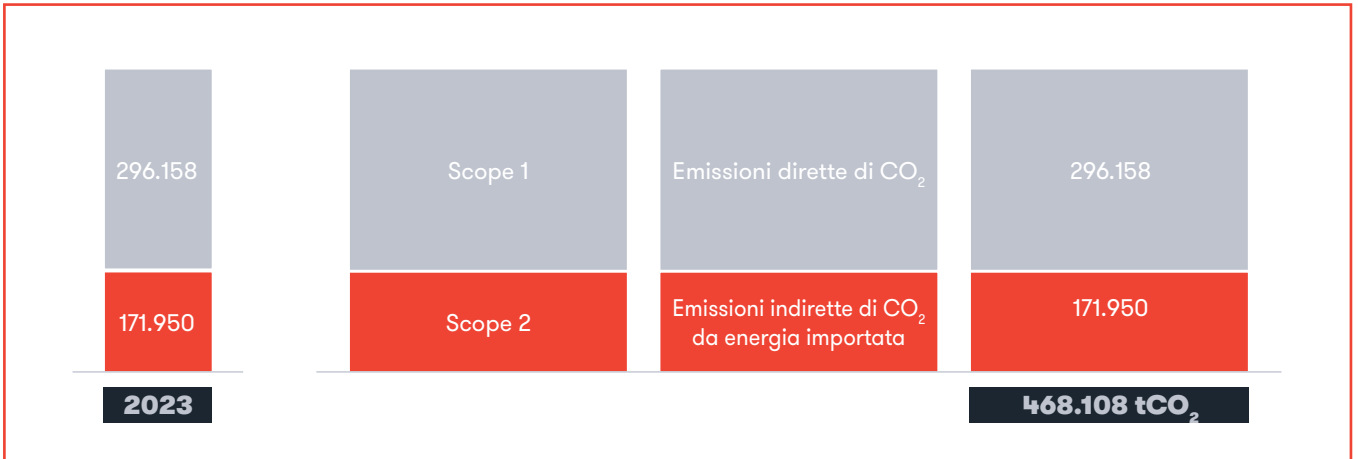 296.158
Scope 1
Emissioni dirette di CO₂
296.158
171.950
Scope 2
Emissioni indirette di CO₂
da energia importata
171.950
2023
468.108 tCO₂